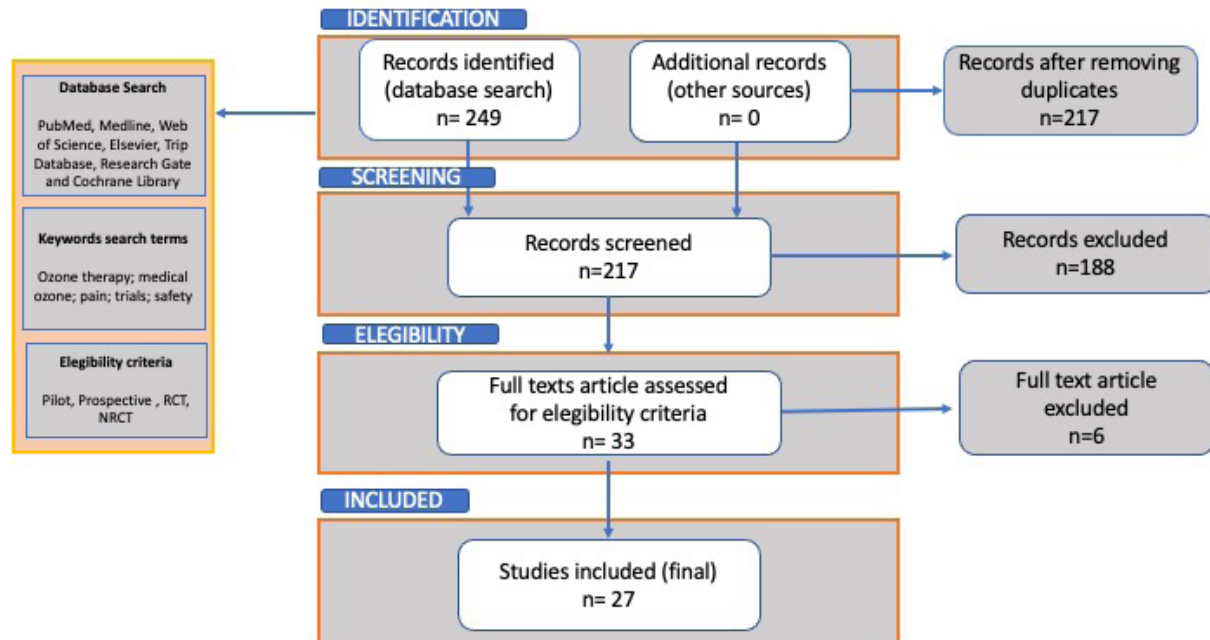 IDENTIFICATION
Records identified
(database search)
n= 249
Additional records
(other sources)
n= 0
Records after removing
duplicates
n=217
Database Search
PubMed, Medline, Web
of Science, Elsevier, Trip
Database, Research Gate
and Cochrane Library
Keywords search terms
Ozone therapy; medical
ozone; pain; trials; safety
Elegibility criteria
Pilot, Prospective , RCT,
NRCT
SCREENING
Records screened
n=217
Records excluded
n=188
ELEGIBILITY
Full texts article assessed
for elegibility criteria
n= 33
Full text article
excluded
n=6
INCLUDED
Studies included (final)
n= 27